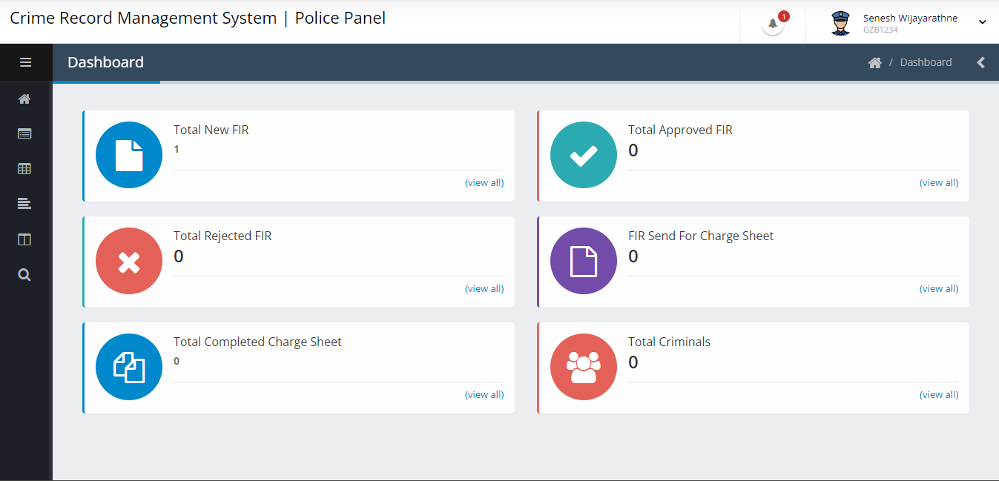 Crime Record Management System | Police Panel
1
Senesh Wijayarathne
GZB1234
Dashboard
/ Dashboard
Total New FIR
1
(view all)
Total Approved FIR
0
(view all)
Total Rejected FIR
0
(view all)
FIR Send For Charge Sheet
0
(view all)
Total Completed Charge Sheet
0
(view all)
Total Criminals
0
(view all)